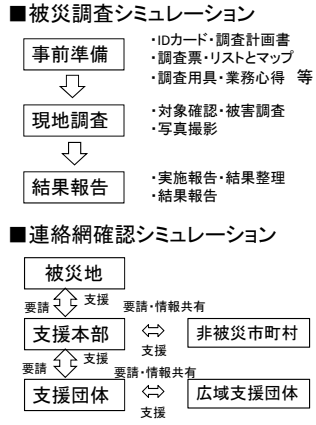 ■被災調査シミュレーション
事前準備
・IDカード・調査計画書
・調査票・リストとマップ
・調査用具・業務心得　等
現地調査
・対象確認・被害調査
・写真撮影
結果報告
・実施報告・結果整理
・結果報告
■連絡網確認シミュレーション
被災地
要請
支援
要請・情報共有
支援本部
支援
非被災市町村
要請
支援
要請・情報共有
支援団体
支援
広域支援団体